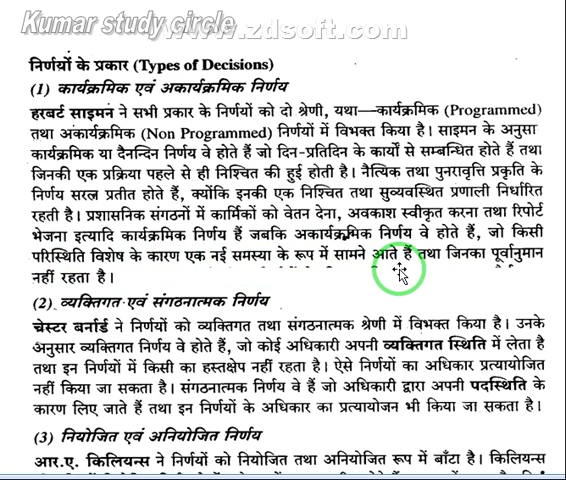 Kumar study circle
www.zdsoft.com
निर्णयों के प्रकार (Types of Decisions)
(1) कार्यक्रमिक एवं अकार्यक्रमिक निर्णय
हरबर्ट साइमन ने सभी प्रकार के निर्णयों को दो श्रेणी, यथा—कार्यक्रमिक (Programmed)
तथा अकार्यक्रमिक (Non Programmed) निर्णयों में विभक्त किया है। साइमन के अनुसा
कार्यक्रमिक या दैनन्दिन निर्णय वे होते हैं जो दिन-प्रतिदिन के कार्यों से सम्बन्धित होते हैं तथा
जिनकी एक प्रक्रिया पहले से ही निश्चित की हुई होती है। नैत्यिक तथा पुनरावृत्ति प्रकृति के
निर्णय सरल प्रतीत होते हैं, क्योंकि इनकी एक निश्चित तथा सुव्यवस्थित प्रणाली निर्धारित
रहती है। प्रशासनिक संगठनों में कार्मिकों को वेतन देना, अवकाश स्वीकृत करना तथा रिपोर्ट
भेजना इत्यादि कार्यक्रमिक निर्णय हैं जबकि अकार्यक्रमिक निर्णय वे होते हैं, जो किसी
परिस्थिति विशेष के कारण एक नई समस्या के रूप में सामने आते हैं तथा जिनका पूर्वानुमान
नहीं रहता है।
(2) व्यक्तिगत एवं संगठनात्मक निर्णय
चेस्टर बर्नार्ड ने निर्णयों को व्यक्तिगत तथा संगठनात्मक श्रेणी में विभक्त किया है। उनके
अनुसार व्यक्तिगत निर्णय वे होते हैं, जो कोई अधिकारी अपनी व्यक्तिगत स्थिति में लेता है
तथा इन निर्णयों में किसी का हस्तक्षेप नहीं रहता है। ऐसे निर्णयों का अधिकार प्रत्यायोजित
नहीं किया जा सकता है। संगठनात्मक निर्णय वे हैं जो अधिकारी द्वारा अपनी पदस्थिति के
कारण लिए जाते हैं तथा इन निर्णयों के अधिकार का प्रत्यायोजन भी किया जा सकता है।
(3) नियोजित एवं अनियोजित निर्णय
आर.ए. किलियन्स ने निर्णयों को नियोजित तथा अनियोजित रूप में बाँटा है। किलियन्स